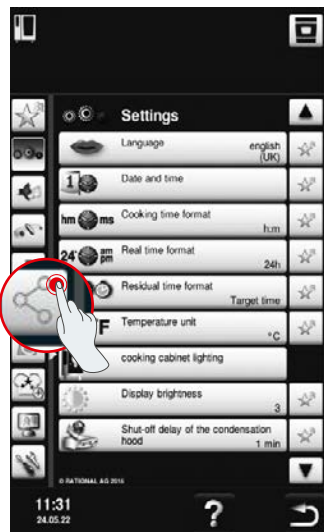 Settings
Language
english
(UK)
1
Date and time
hm ms
Cooking time format
h:m
24 am
pm
Real time format
24h
Residual time format
Target time
F
Temperature unit
°C
cooking cabinet lighting
Display brightness
3
Shut-off delay of the condensation
hood
1 min
© RATIONAL AG 2016
11:31
24.05.22
?